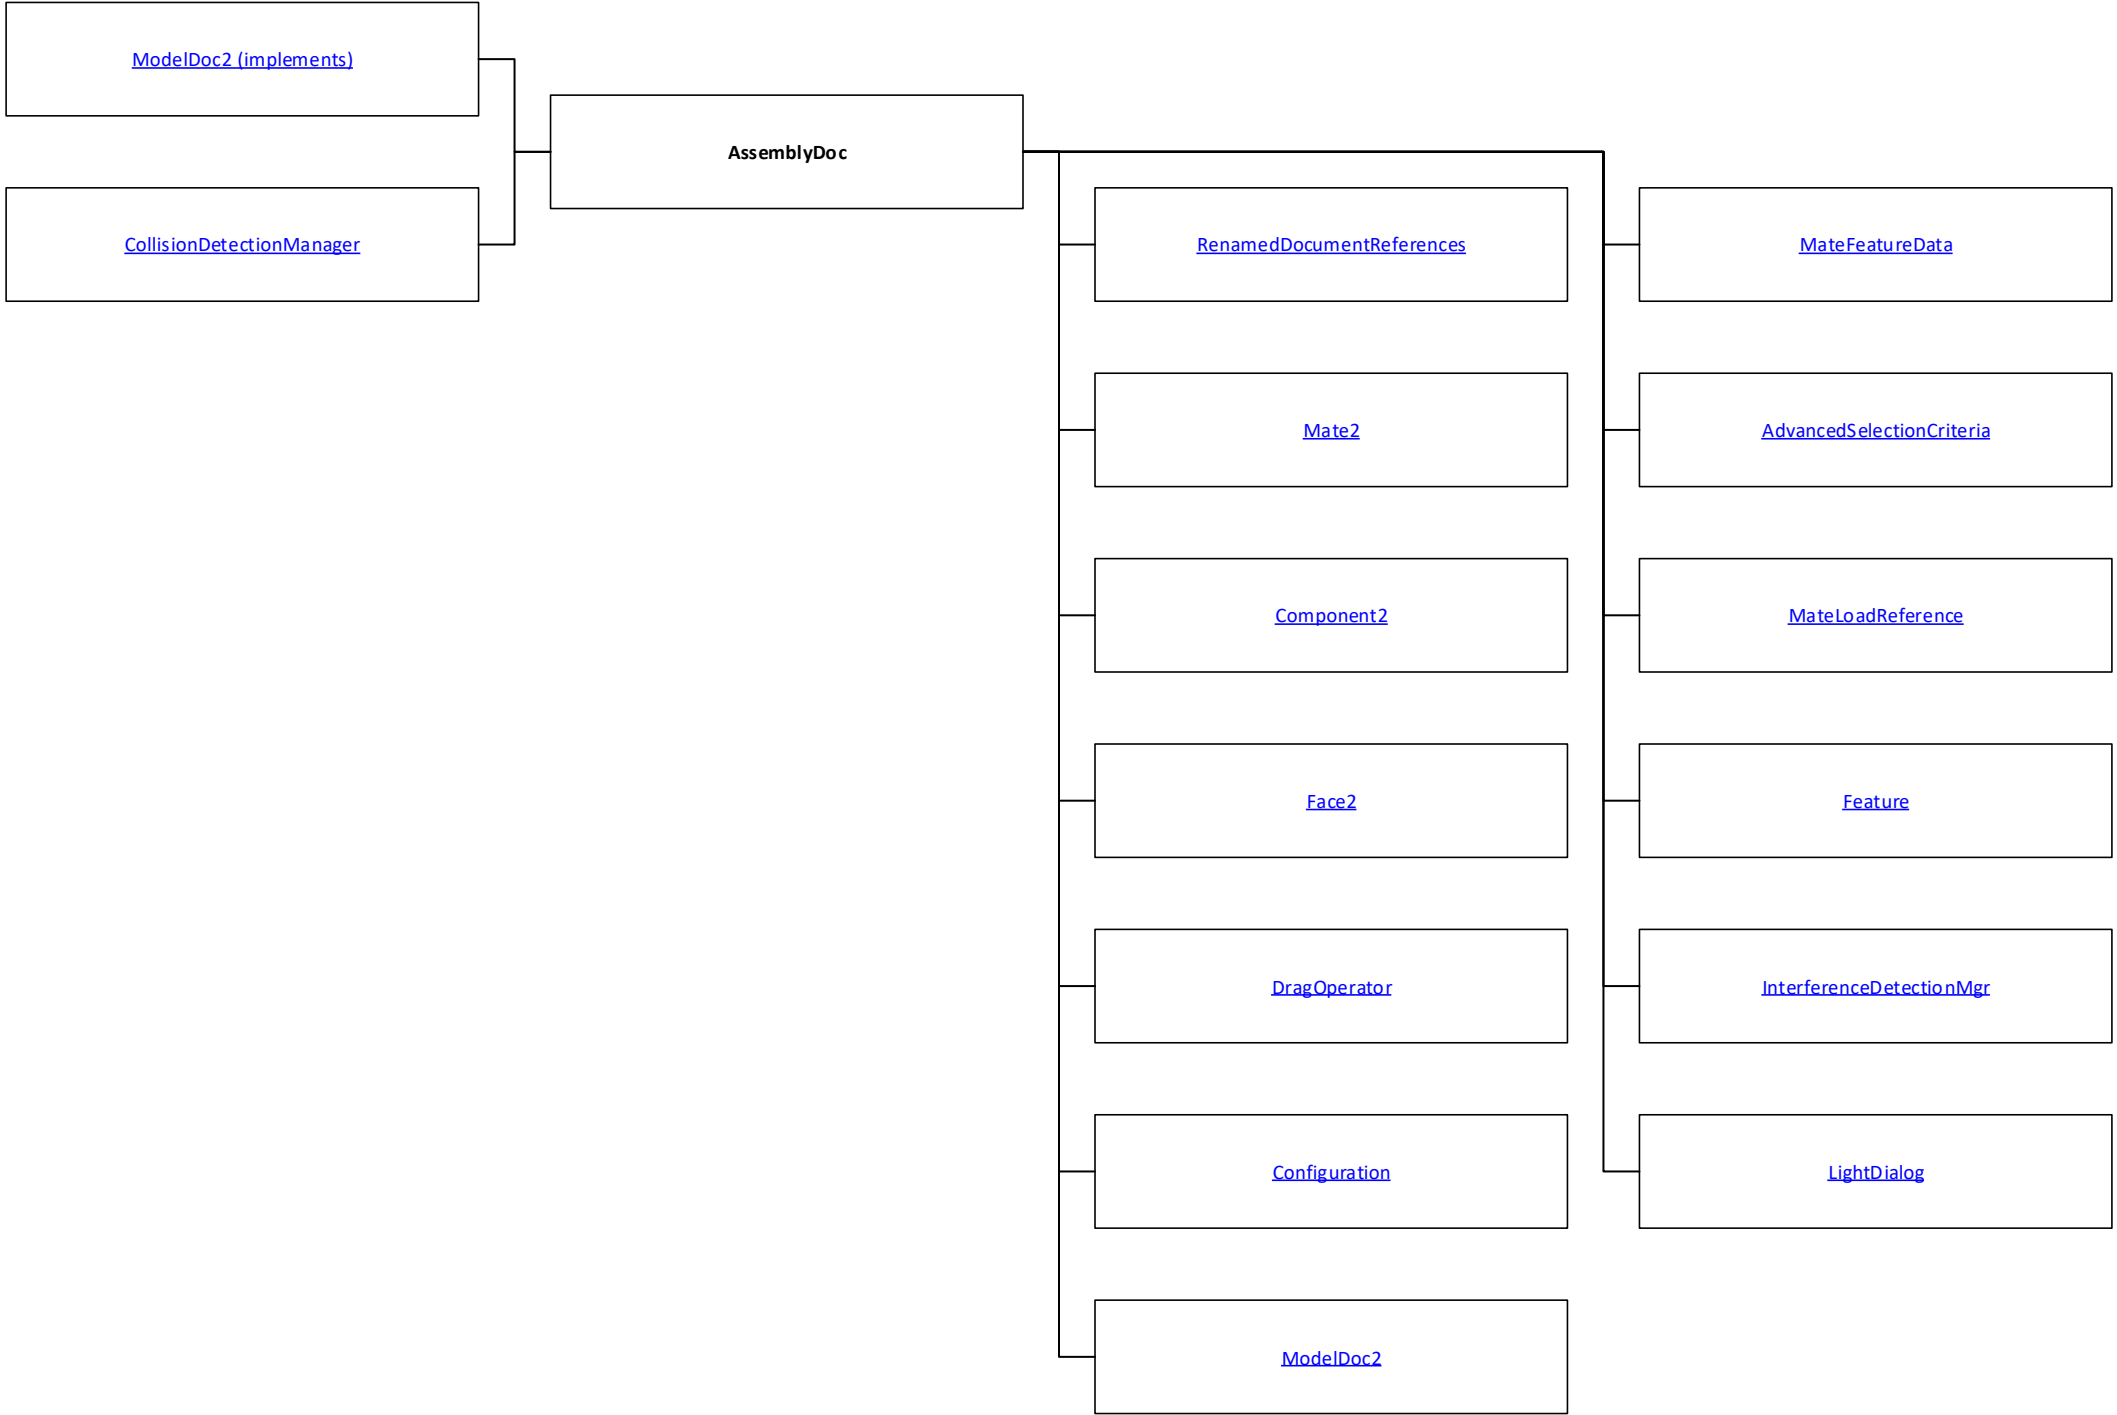 ModelDoc2 (implements)
AssemblyDoc
CollisionDetectionManager
RenamedDocumentReferences
MateFeatureData
Mate2
AdvancedSelectionCriteria
Component2
MateLoadReference
Face2
Feature
DragOperator
InterferenceDetectionMgr
Configuration
LightDialog
ModelDoc2